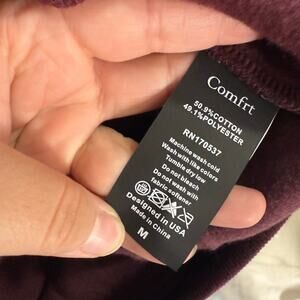 Comfrt
50.9%COTTON
49.1%POLYESTER
RN170537
Machine wash cold
Wash with like colors
Tumble dry low
Do not bleach
Do not wash with
fabric softener
Designed in USA
Made in China
M